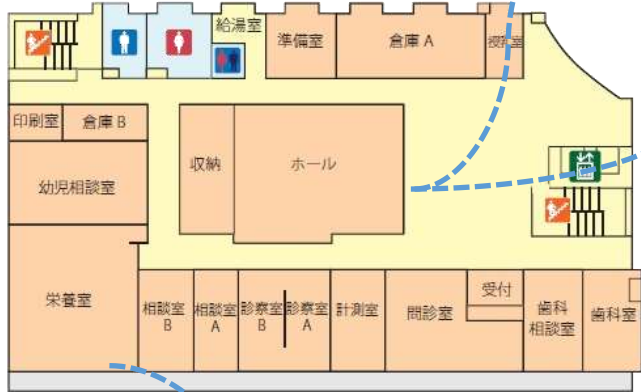 給湯室
準備室
倉庫 A
授乳室
印刷室
倉庫 B
収納
ホール
幼児相談室
栄養室
相談室
B
相談室
A
診察室
B
診察室
A
計測室
問診室
受付
歯科
相談室
歯科室